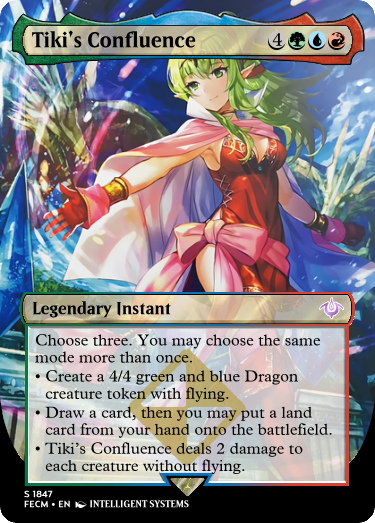 Tiki's Confluence 4
Legendary Instant
Choose three. You may choose the same
mode more than once.
• Create a 4/4 green and blue Dragon
creature token with flying.
• Draw a card, then you may put a land
card from your hand onto the battlefield.
• Tiki's Confluence deals 2 damage to
each creature without flying.
S 1847
FECM • EN INTELLIGENT SYSTEMS